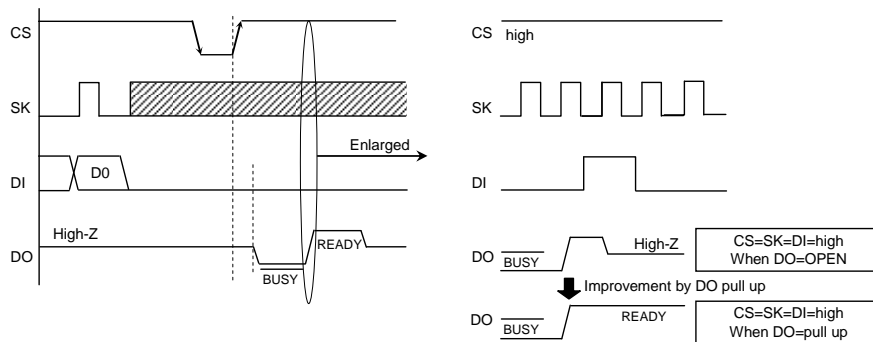 CS
SK
DI
D0
DO
High-Z
BUSY
READY
Enlarged
CS
high
SK
DI
DO
BUSY
High-Z
CS=SK=DI=high
When DO=OPEN
Improvement by DO pull up
DO
BUSY
READY
CS=SK=DI=high
When DO=pull up